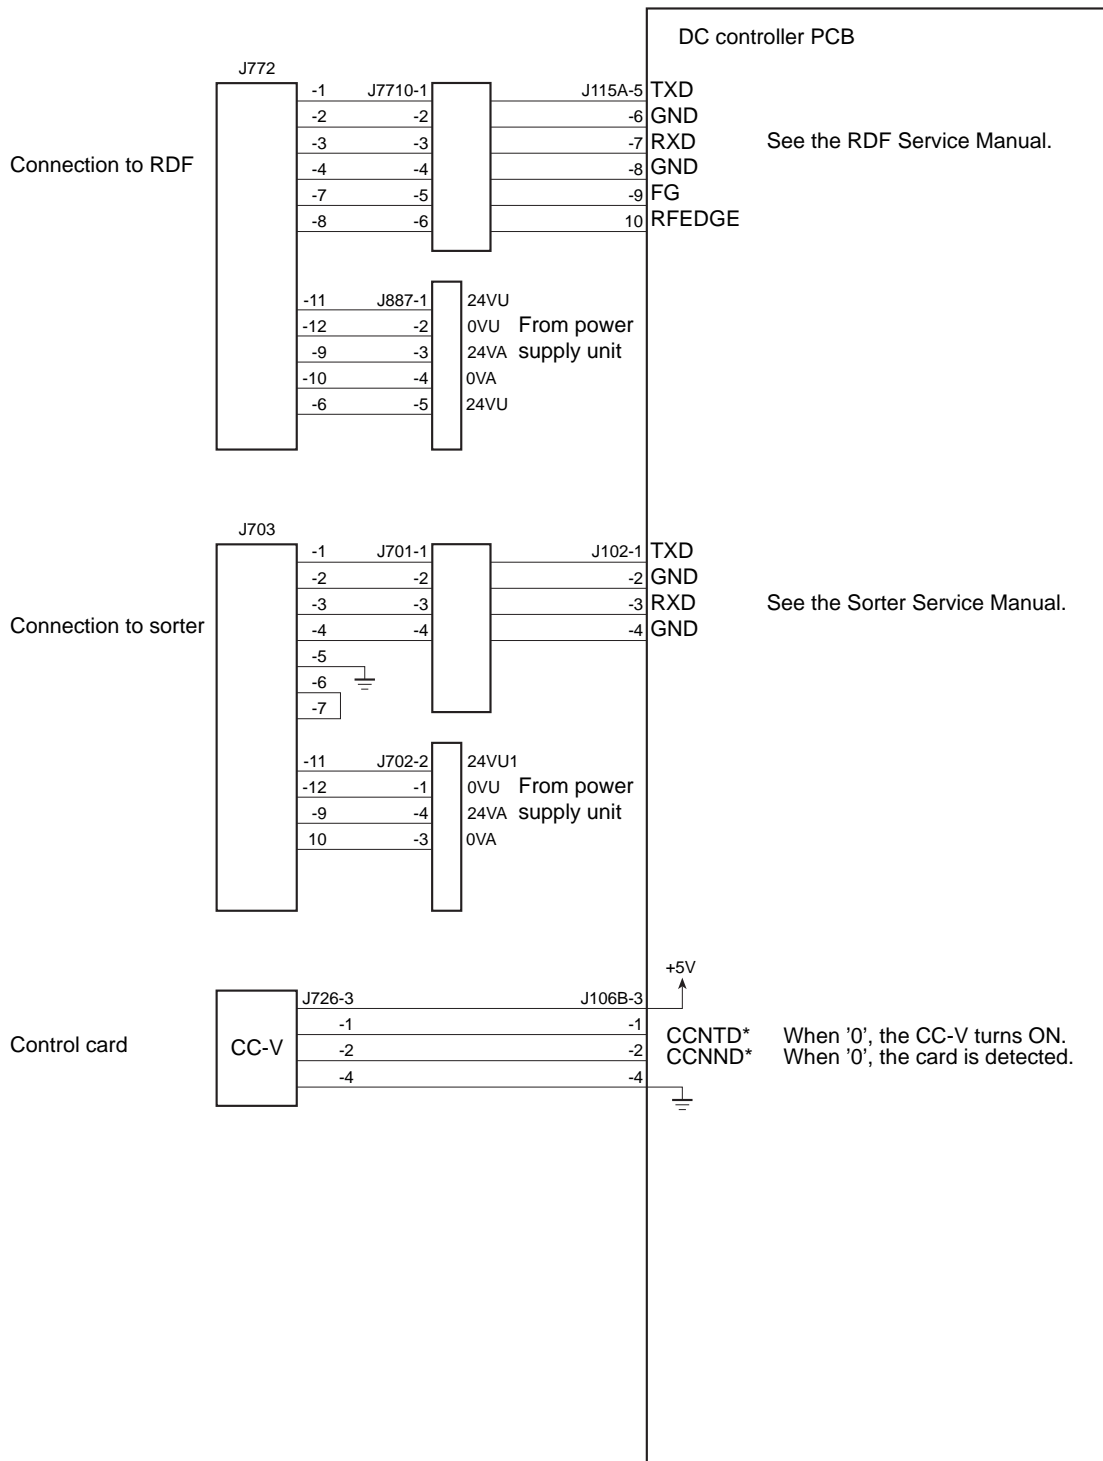 DC controller PCB
J772
-1 J7710-1 J115A-5 TXD
-2 -2 -6 GND
-3 -3 -7 RXD See the RDF Service Manual.
Connection to RDF
-4 -4 -8 GND
-7 -5 -9 FG
-8 -6 10 RFEDGE
-11 J887-1 24VU
-12 -2 0VU From power
-9 -3 24VA supply unit
-10 -4 0VA
-6 -5 24VU
J703
-1 J701-1 J102-1 TXD
-2 -2 -2 GND
-3 -3 -3 RXD See the Sorter Service Manual.
Connection to sorter
-4 -4 -4 GND
-5
-6
-7
-11 J702-2 24VU1
-12 -1 0VU From power
-9 -4 24VA supply unit
10 -3 0VA
+5V
J726-3 J106B-3
-1 -1 CCNTD* When '0', the CC-V turns ON.
Control card CC-V
-2 -2 CCNND* When '0', the card is detected.
-4 -4